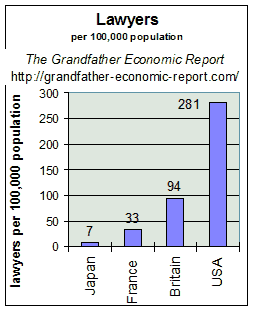 Lawyers
per 100,000 population
The Grandfather Economic Report
http://grandfather-economic-report.com/
lawyers per 100,000 population
300
250
200
150
100
50
0
7
33
94
281
Japan
France
Britain
USA